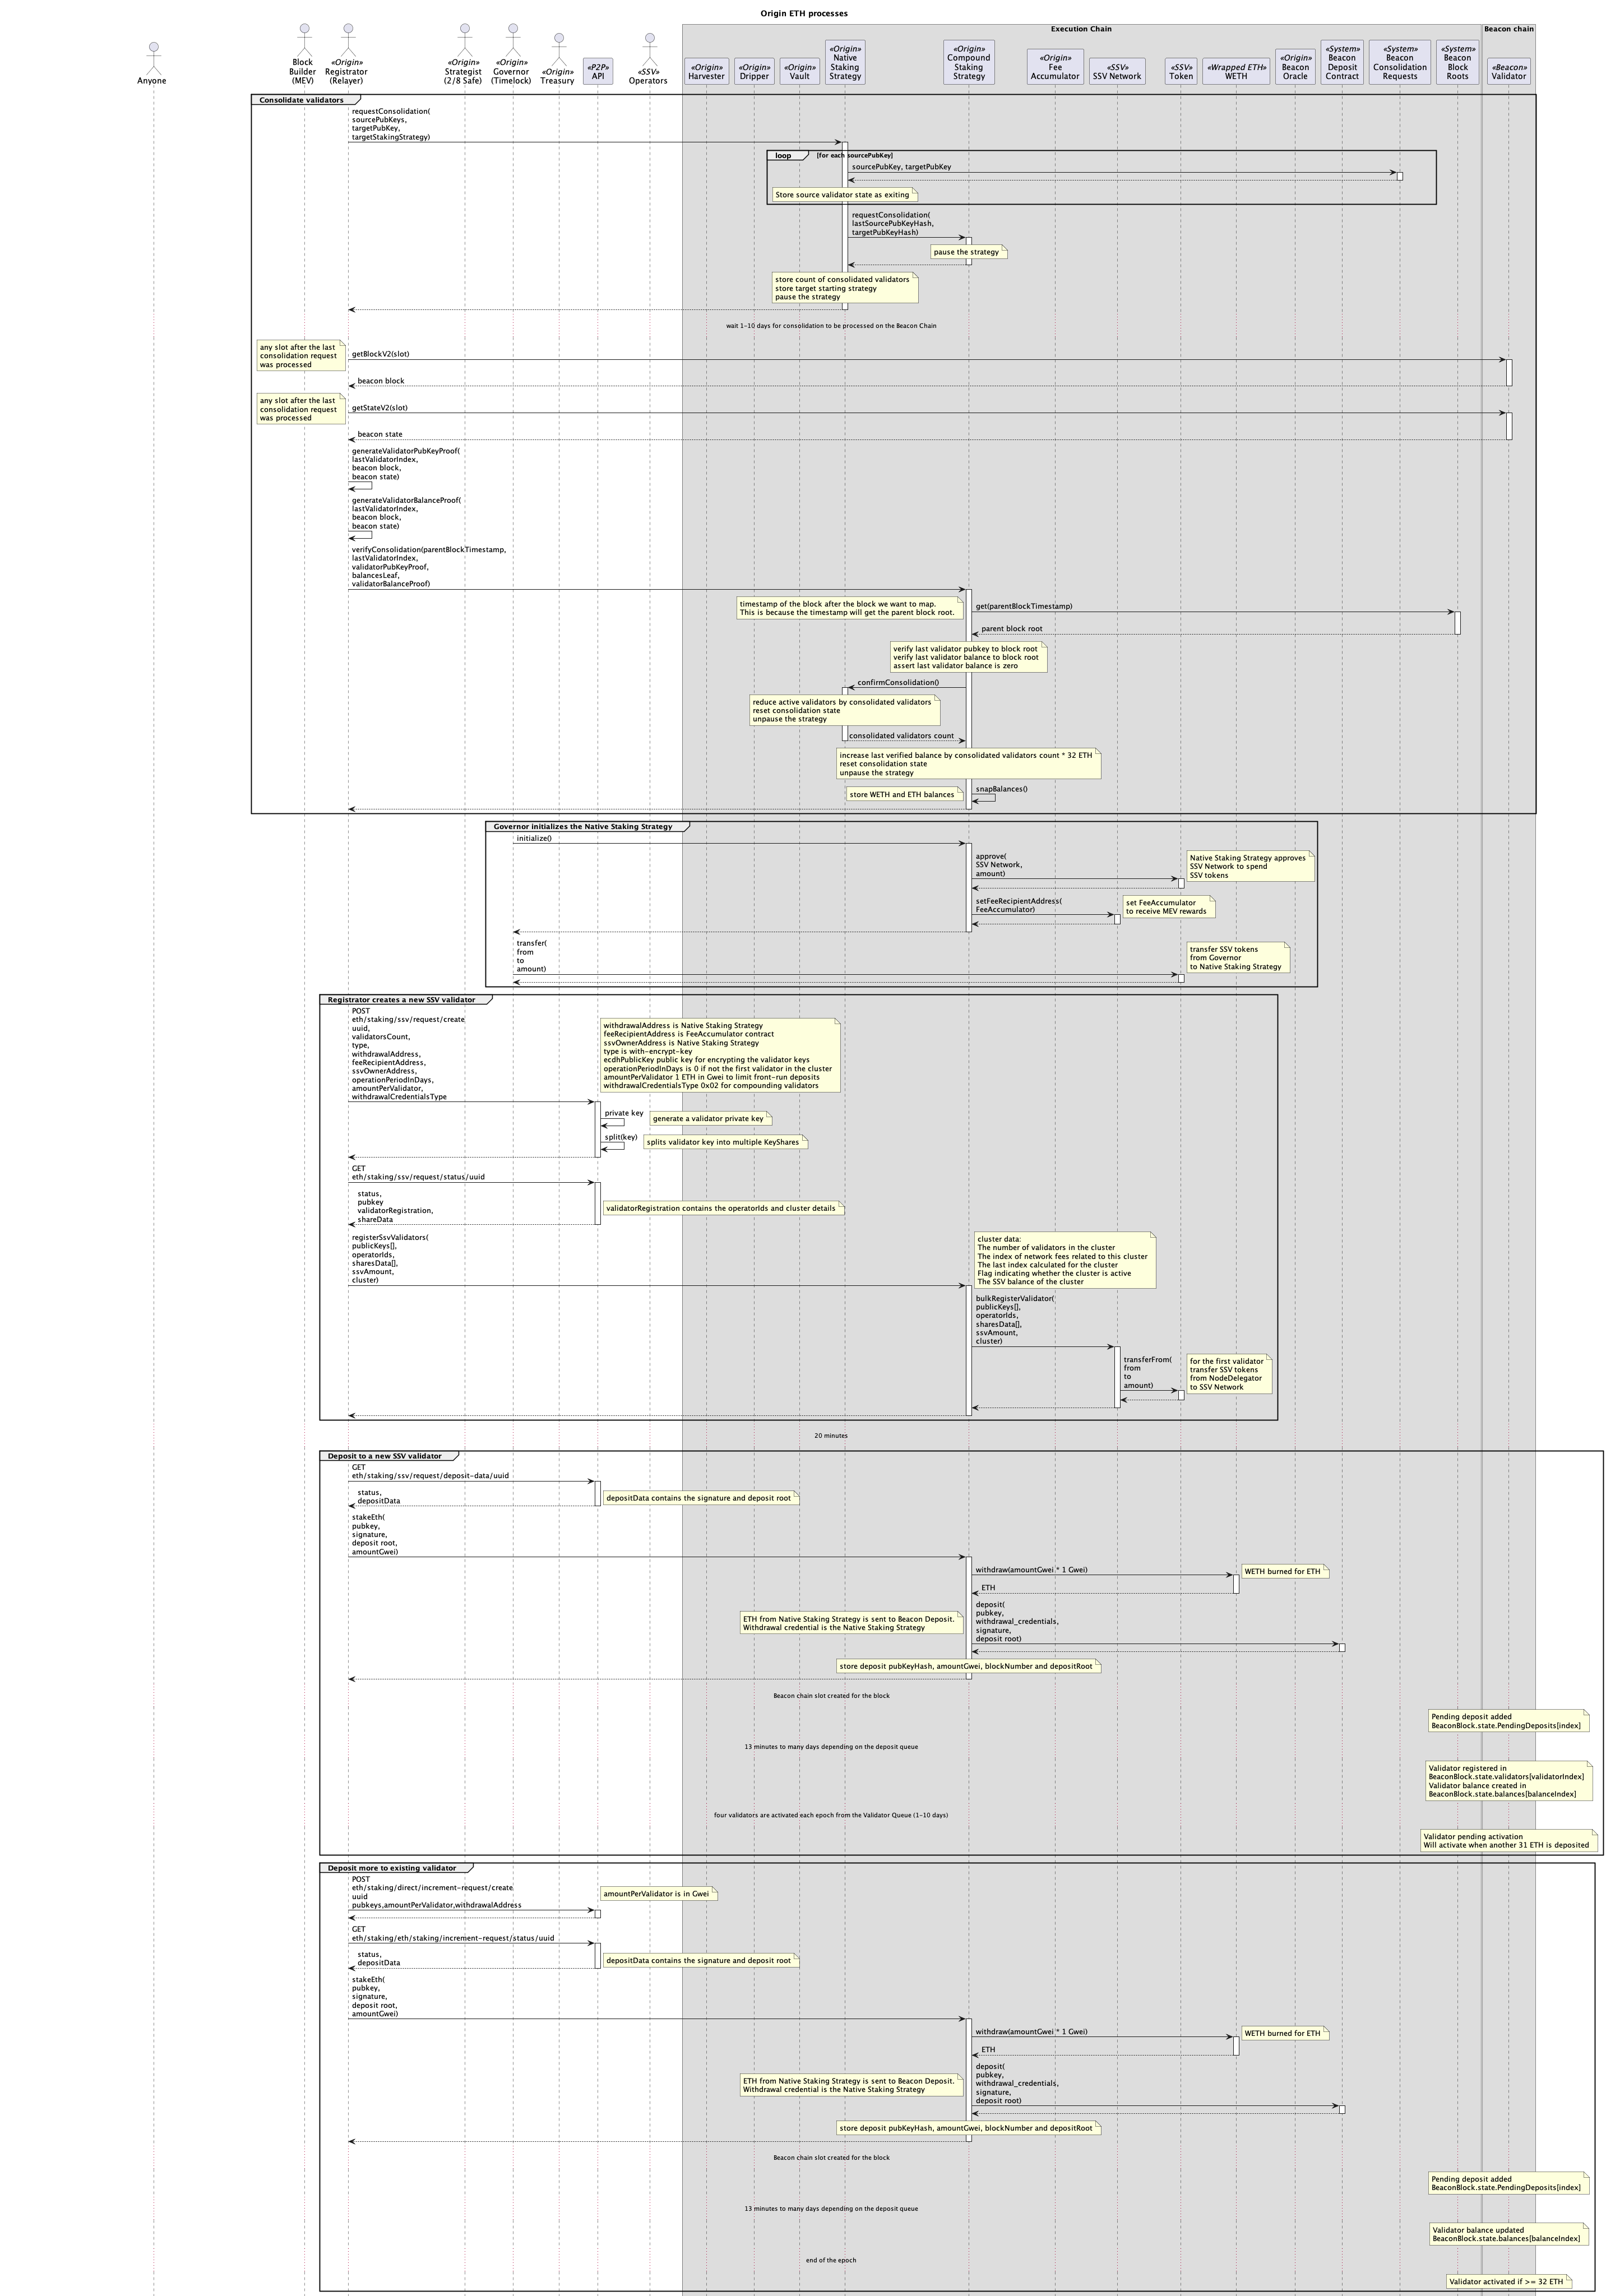 Origin ETH processes
Execution Chain
Beacon chain
Anyone
Block
Builder
(MEV)
«Origin»
Registrator
(Relayer)
«Origin»
Strategist
(2/8 Safe)
«Origin»
Governor
(Timelock)
«Origin»
Treasury
«P2P»
API
«SSV»
Operators
«Origin»
Harvester
«Origin»
Dripper
«Origin»
Vault
«Origin»
Native
Staking
Strategy
«Origin»
Compound
Staking
Strategy
«Origin»
Fee
Accumulator
«SSV»
SSV Network
«SSV»
Token
«Wrapped ETH»
WETH
«Origin»
Beacon
Oracle
«System»
Beacon
Deposit
Contract
«System»
Beacon
Consolidation
Requests
«System»
Beacon
Block
Roots
«Beacon»
Validator
Consolidate validators
requestConsolidation(
sourcePubKeys,
targetPubKey,
targetStakingStrategy)
loop
[for each sourcePubKey]
sourcePubKey, targetPubKey
Store source validator state as exiting
requestConsolidation(
lastSourcePubKeyHash,
targetPubKeyHash)
pause the strategy
store count of consolidated validators
store target starting strategy
pause the strategy
wait 1-10 days for consolidation to be processed on the Beacon Chain
any slot after the last
consolidation request
was processed
getBlockV2(slot)
beacon block
any slot after the last
consolidation request
was processed
getStateV2(slot)
beacon state
generateValidatorPubKeyProof(
lastValidatorIndex,
beacon block,
beacon state)
generateValidatorBalanceProof(
lastValidatorIndex,
beacon block,
beacon state)
verifyConsolidation(parentBlockTimestamp,
lastValidatorIndex,
validatorPubKeyProof,
balancesLeaf,
validatorBalanceProof)
timestamp of the block after the block we want to map.
This is because the timestamp will get the parent block root.
get(parentBlockTimestamp)
parent block root
verify last validator pubkey to block root
verify last validator balance to block root
assert last validator balance is zero
confirmConsolidation()
reduce active validators by consolidated validators
reset consolidation state
unpause the strategy
consolidated validators count
increase last verified balance by consolidated validators count * 32 ETH
reset consolidation state
unpause the strategy
store WETH and ETH balances
snapBalances()
Governor initializes the Native Staking Strategy
initialize()
approve(
SSV Network,
amount)
Native Staking Strategy approves
SSV Network to spend
SSV tokens
setFeeRecipientAddress(
FeeAccumulator)
set FeeAccumulator
to receive MEV rewards
transfer(
from
to
amount)
transfer SSV tokens
from Governor
to Native Staking Strategy
Registrator creates a new SSV validator
POST
eth/staking/ssv/request/create
uuid,
validatorsCount,
type,
withdrawalAddress,
feeRecipientAddress,
ssvOwnerAddress,
operationPeriodInDays,
amountPerValidator,
withdrawalCredentialsType
withdrawalAddress is Native Staking Strategy
feeRecipientAddress is FeeAccumulator contract
ssvOwnerAddress is Native Staking Strategy
type is with-encrypt-key
ecdhPublicKey public key for encrypting the validator keys
operationPeriodInDays is 0 if not the first validator in the cluster
amountPerValidator 1 ETH in Gwei to limit front-run deposits
withdrawalCredentialsType 0x02 for compounding validators
private key
generate a validator private key
split(key)
splits validator key into multiple KeyShares
GET
eth/staking/ssv/request/status/uuid
status,
pubkey
validatorRegistration,
shareData
validatorRegistration contains the operatorIds and cluster details
registerSsvValidators(
publicKeys[],
operatorIds,
sharesData[],
ssvAmount,
cluster)
cluster data:
The number of validators in the cluster
The index of network fees related to this cluster
The last index calculated for the cluster
Flag indicating whether the cluster is active
The SSV balance of the cluster
bulkRegisterValidator(
publicKeys[],
operatorIds,
sharesData[],
ssvAmount,
cluster)
transferFrom(
from
to
amount)
for the first validator
transfer SSV tokens
from NodeDelegator
to SSV Network
20 minutes
Deposit to a new SSV validator
GET
eth/staking/ssv/request/deposit-data/uuid
status,
depositData
depositData contains the signature and deposit root
stakeEth(
pubkey,
signature,
deposit root,
amountGwei)
withdraw(amountGwei * 1 Gwei)
WETH burned for ETH
ETH
ETH from Native Staking Strategy is sent to Beacon Deposit.
Withdrawal credential is the Native Staking Strategy
deposit(
pubkey,
withdrawal_credentials,
signature,
deposit root)
store deposit pubKeyHash, amountGwei, blockNumber and depositRoot
Beacon chain slot created for the block
Pending deposit added
BeaconBlock.state.PendingDeposits[index]
13 minutes to many days depending on the deposit queue
Validator registered in
BeaconBlock.state.validators[validatorIndex]
Validator balance created in
BeaconBlock.state.balances[balanceIndex]
four validators are activated each epoch from the Validator Queue (1-10 days)
Validator pending activation
Will activate when another 31 ETH is deposited
Deposit more to existing validator
POST
eth/staking/direct/increment-request/create
uuid
pubkeys,amountPerValidator,withdrawalAddress
amountPerValidator is in Gwei
GET
eth/staking/eth/staking/increment-request/status/uuid
status,
depositData
depositData contains the signature and deposit root
stakeEth(
pubkey,
signature,
deposit root,
amountGwei)
withdraw(amountGwei * 1 Gwei)
WETH burned for ETH
ETH
ETH from Native Staking Strategy is sent to Beacon Deposit.
Withdrawal credential is the Native Staking Strategy
deposit(
pubkey,
withdrawal_credentials,
signature,
deposit root)
store deposit pubKeyHash, amountGwei, blockNumber and depositRoot
Beacon chain slot created for the block
Pending deposit added
BeaconBlock.state.PendingDeposits[index]
13 minutes to many days depending on the deposit queue
Validator balance updated
BeaconBlock.state.balances[balanceIndex]
end of the epoch
Validator activated if >= 32 ETH